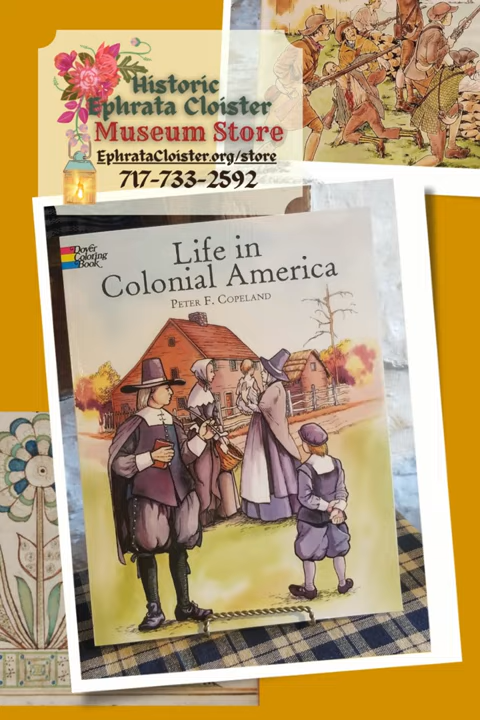 Historic
Ephrata Cloister
Museum Store
EphrataCloister.org/store
717-733-2592
Dover
Coloring
Book
Life in
Colonial America
Peter F. Copeland